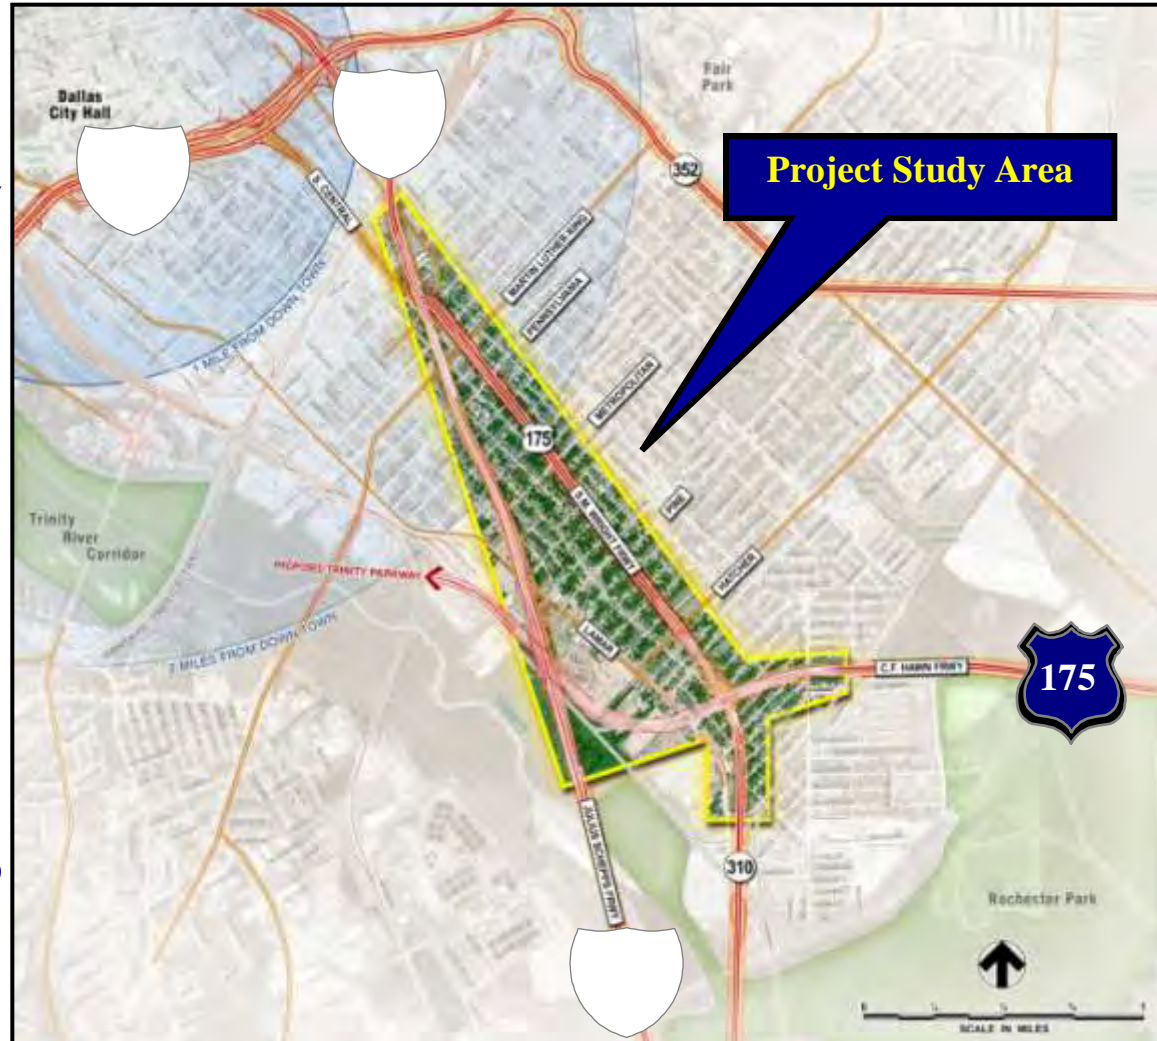 Dallas
City Hall
Fair
Park
Project Study Area
352
S. CENTRAL
MARTIN LUTHER KING
PENNSYLVANIA
1 MILE FROM DOWN TOWN
METROPOLITAN
175
PINE
Trinity
River
Corridor
S.M. WRIGHT FRWY
HATCHER
PROPOSED TRINITY PARKWAY
LAMAR
2 MILES FROM DOWN TOWN
C.F. HAWN FRWY
175
JULIUS SCHEPPS FRWY
310
Rochester Park
0
1
SCALE IN MILES